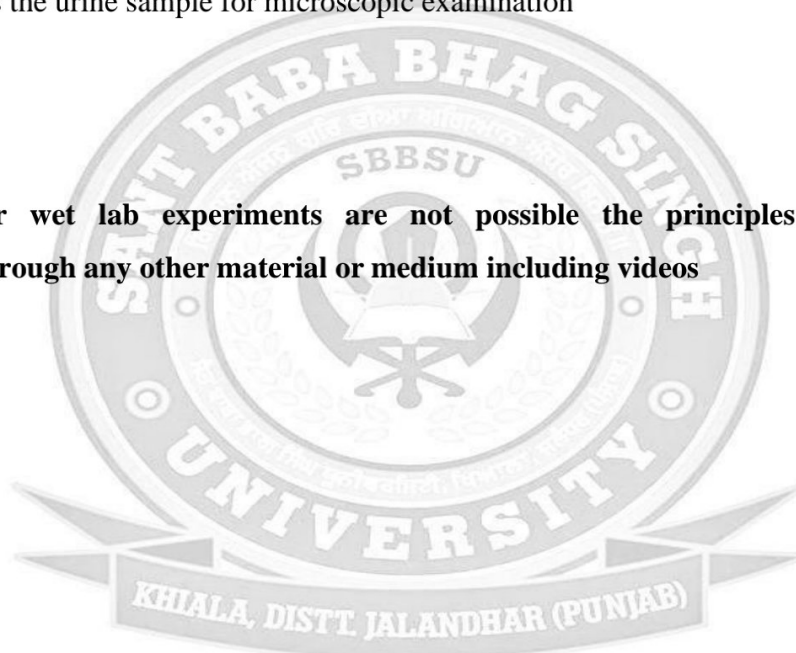 the urine sample for microscopic examination
SANT BABA BHAG SINGH
SBBSU
wet lab experiments are not possible the principles
any other material or medium including videos
UNIVERSITY
KHIALA, DISTT. JALANDHAR (PUNJAB)